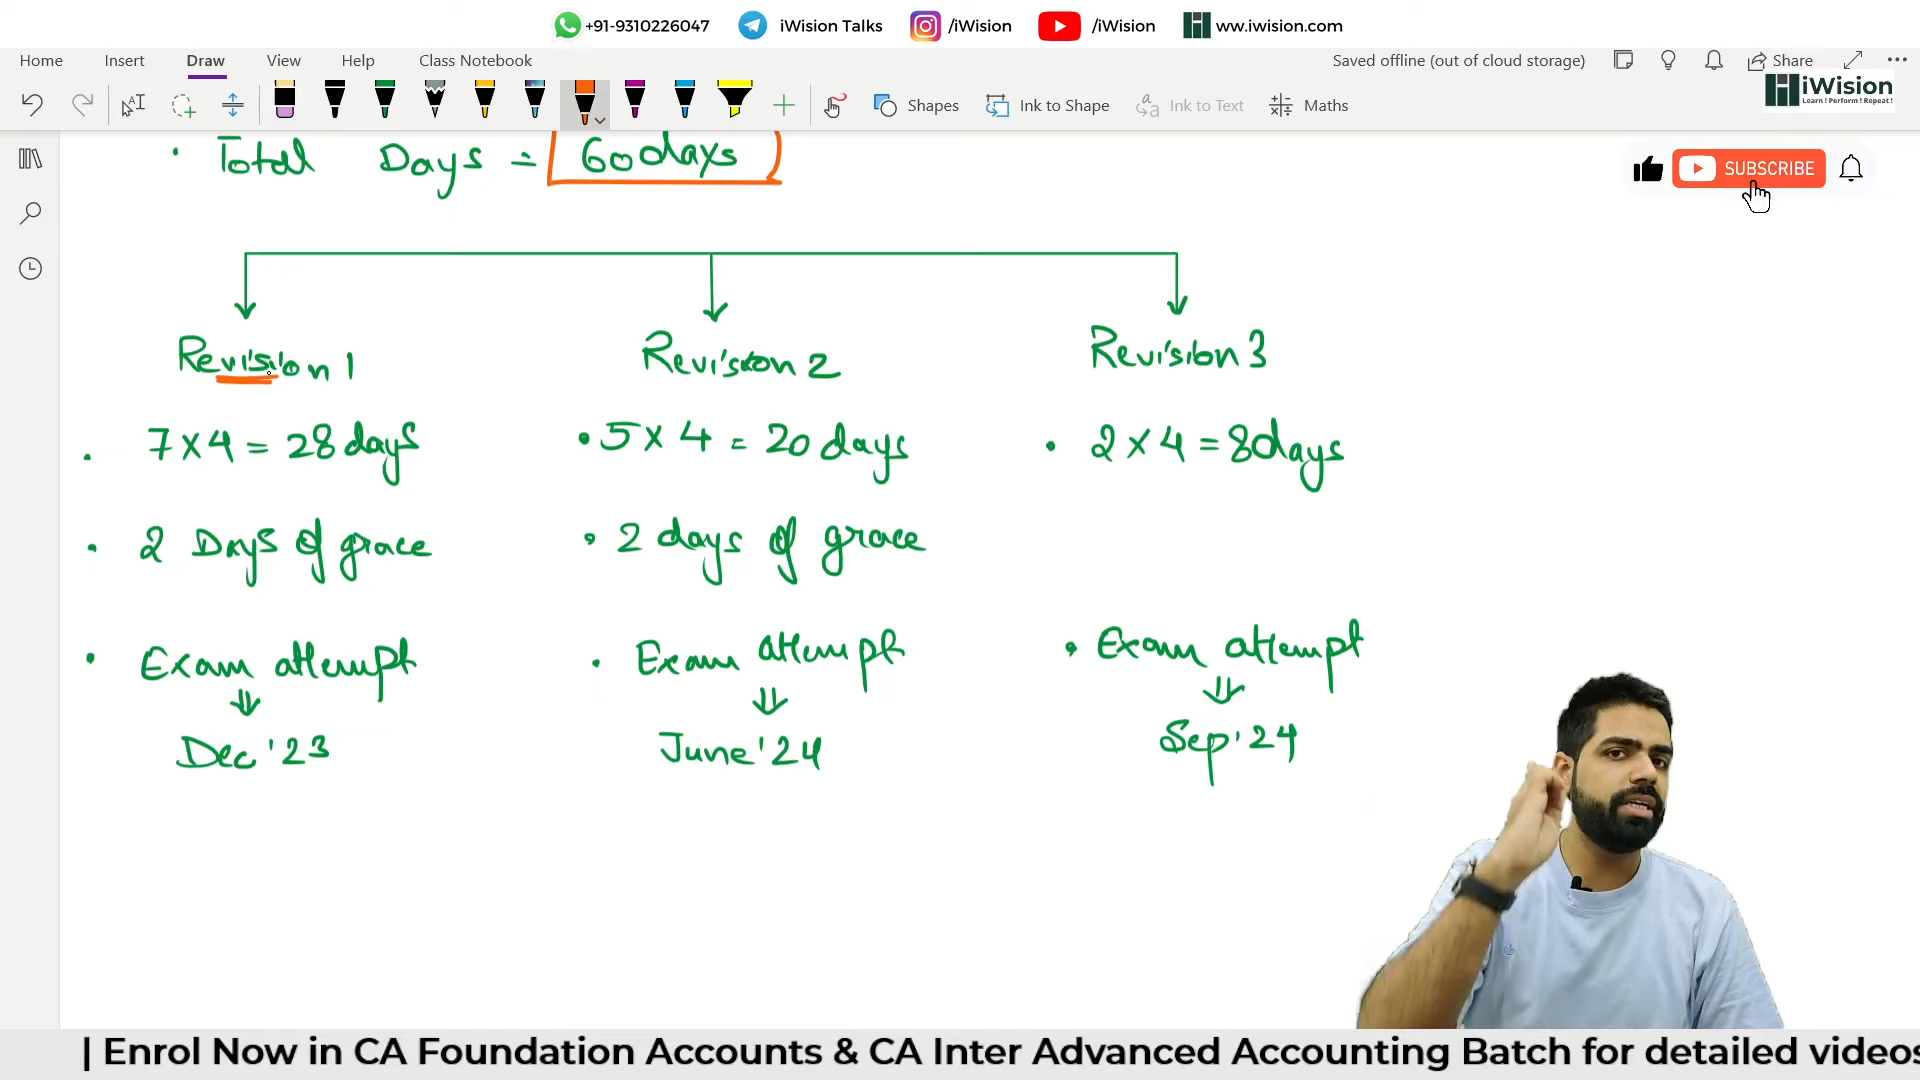 +91-9310226047 iWision Talks /iWision /iWision ww.iwision.com
Home Insert Draw View Help Class Notebook Saved offline (out of cloud storage) Share
Shapes Ink to Shape Ink to Text Maths
iWision
Learn ! Perform ! Repeat !
• Total Days = 60 days
SUBSCRIBE
Revision 1 Revision 2 Revision 3
• 7 x 4 = 28 days • 5 x 4 = 20 days • 2 x 4 = 8 days
• 2 Days of grace • 2 days of grace
• Exam attempt • Exam attempt • Exam attempt
Dec '23 June '24 Sep '24
| Enrol Now in CA Foundation Accounts & CA Inter Advanced Accounting Batch for detailed videos